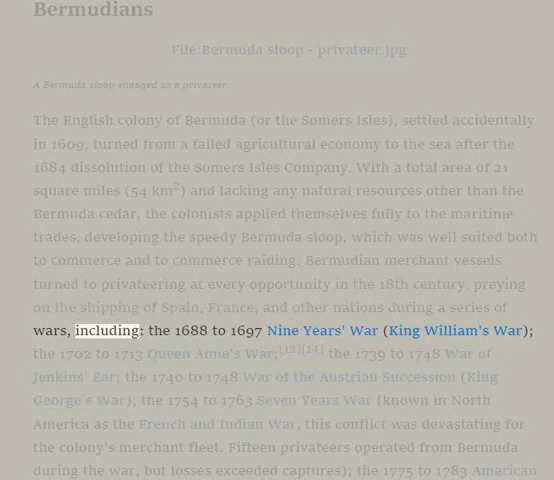 Bermudians
File:Bermuda sloop - privateer.jpg
A Bermuda sloop engaged as a privateer.
The English colony of Bermuda (or the Somers Isles), settled accidentally
in 1609, turned from a failed agricultural economy to the sea after the
1684 dissolution of the Somers Isles Company. With a total area of 21
square miles (54 km2) and lacking any natural resources other than the
Bermuda cedar, the colonists applied themselves fully to the maritime
trades, developing the speedy Bermuda sloop, which was well suited both
to commerce and to commerce raiding. Bermudian merchant vessels
turned to privateering at every opportunity in the 18th century, preying
on the shipping of Spain, France, and other nations during a series of
wars, including: the 1688 to 1697 Nine Years' War (King William's War);
the 1702 to 1713 Queen Anne's War;[13][14] the 1739 to 1748 War of
Jenkins' Ear; the 1740 to 1748 War of the Austrian Succession (King
George's War); the 1754 to 1763 Seven Years War (known in North
America as the French and Indian War, this conflict was devastating for
the colony's merchant fleet. Fifteen privateers operated from Bermuda
during the war, but losses exceeded captures); the 1775 to 1783 American